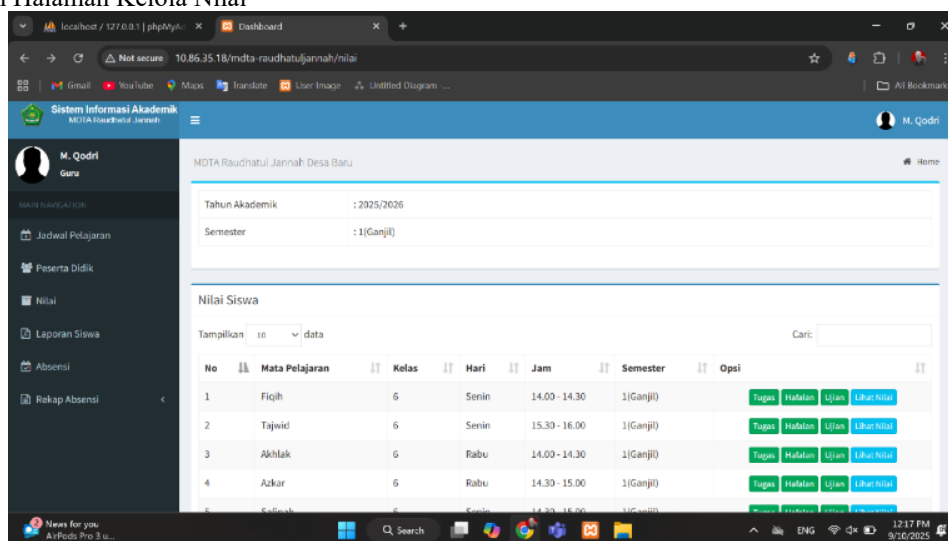 Halaman Kelola Nilai
localhost / 127.0.0.1 | phpMyA
Dashboard
Not secure 10.86.35.18/mdta-raudhatuljannah/nilai
Gmail YouTube Maps Translate User Image Untitled Diagram ... All Bookmark
Sistem Informasi Akademik
MDTA Raudhatul Jannah
M. Qodri
M. Qodri
Guru
MDTA Raudhatul Jannah Desa Baru Home
MAIN NAVIGATION
Jadwal Pelajaran
Peserta Didik
Nilai
Laporan Siswa
Absensi
Rekap Absensi
Tahun Akademik : 2025/2026
Semester : 1(Ganjil)
Nilai Siswa
Tampilkan 10 data Cari:
No Mata Pelajaran Kelas Hari Jam Semester Opsi
1 Fiqih 6 Senin 14.00 - 14.30 1(Ganjil) Tugas Hafalan Ujian Lihat Nilai
2 Tajwid 6 Senin 15.30 - 16.00 1(Ganjil) Tugas Hafalan Ujian Lihat Nilai
3 Akhlak 6 Rabu 14.00 - 14.30 1(Ganjil) Tugas Hafalan Ujian Lihat Nilai
4 Azkar 6 Rabu 14.30 - 15.00 1(Ganjil) Tugas Hafalan Ujian Lihat Nilai
News for you
AirPods Pro 3 u...
Search
ENG
12:17 PM
9/10/2025